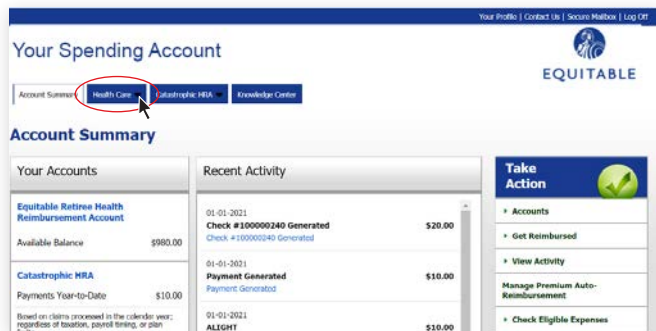 Your Profile | Contact Us | Secure Mailbox | Log Off
Your Spending Account
EQUITABLE
Account Summary
Health Care
Catastrophic HRA
Knowledge Center
Account Summary
Your Accounts
Equitable Retiree Health
Reimbursement Account
Available Balance $980.00
Catastrophic HRA
Payments Year-to-Date $10.00
Based on claims processed in the calendar year;
regardless of taxation, payroll timing, or plan
Recent Activity
01-01-2021
Check #100000240 Generated $20.00
Check #100000240 Generated
01-01-2021
Payment Generated $10.00
Payment Generated
01-01-2021
ALIGHT $10.00
Take
Action
Accounts
Get Reimbursed
View Activity
Manage Premium Auto-
Reimbursement
Check Eligible Expenses